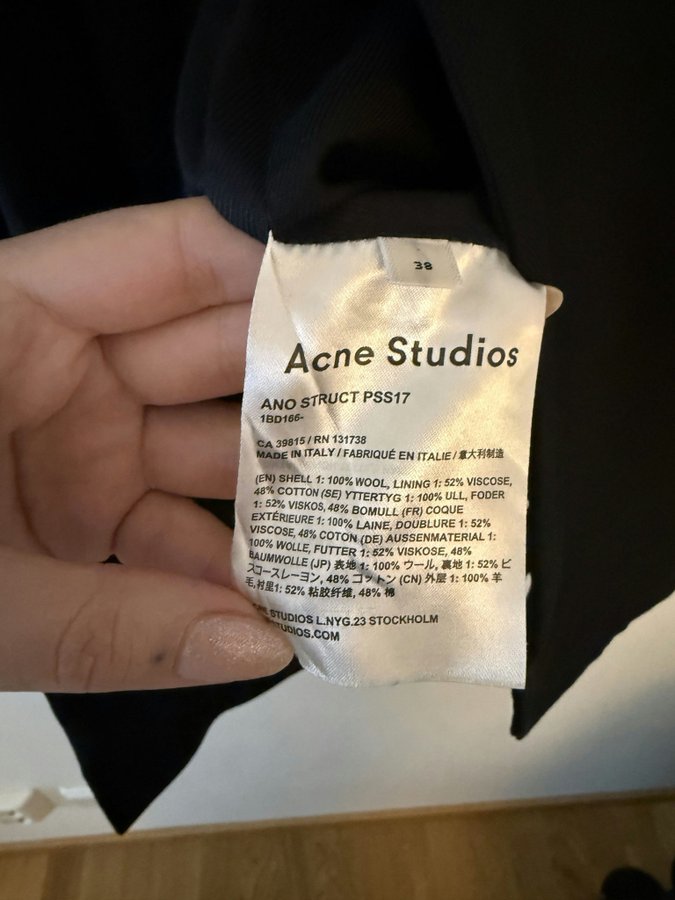 38
Acne Studios
ANO STRUCT PSS17
1BD166-
CA 39815 / RN 131738
MADE IN ITALY / FABRIQUÉ EN ITALIE / 意大利制造
(EN) SHELL 1: 100% WOOL, LINING 1: 52% VISCOSE,
48% COTTON (SE) YTTERTYG 1: 100% ULL, FODER
1: 52% VISKOS, 48% BOMULL (FR) COQUE
EXTÉRIEURE 1: 100% LAINE, DOUBLURE 1: 52%
VISCOSE, 48% COTON (DE) AUSSENMATERIAL 1:
100% WOLLE, FUTTER 1: 52% VISKOSE, 48%
BAUMWOLLE (JP) 表地 1: 100% ウール, 裏地 1: 52% ビ
スコースレーヨン, 48% コットン (CN) 外层 1: 100% 羊
毛, 衬里1: 52% 粘胶纤维, 48% 棉
STUDIOS L.NYG.23 STOCKHOLM